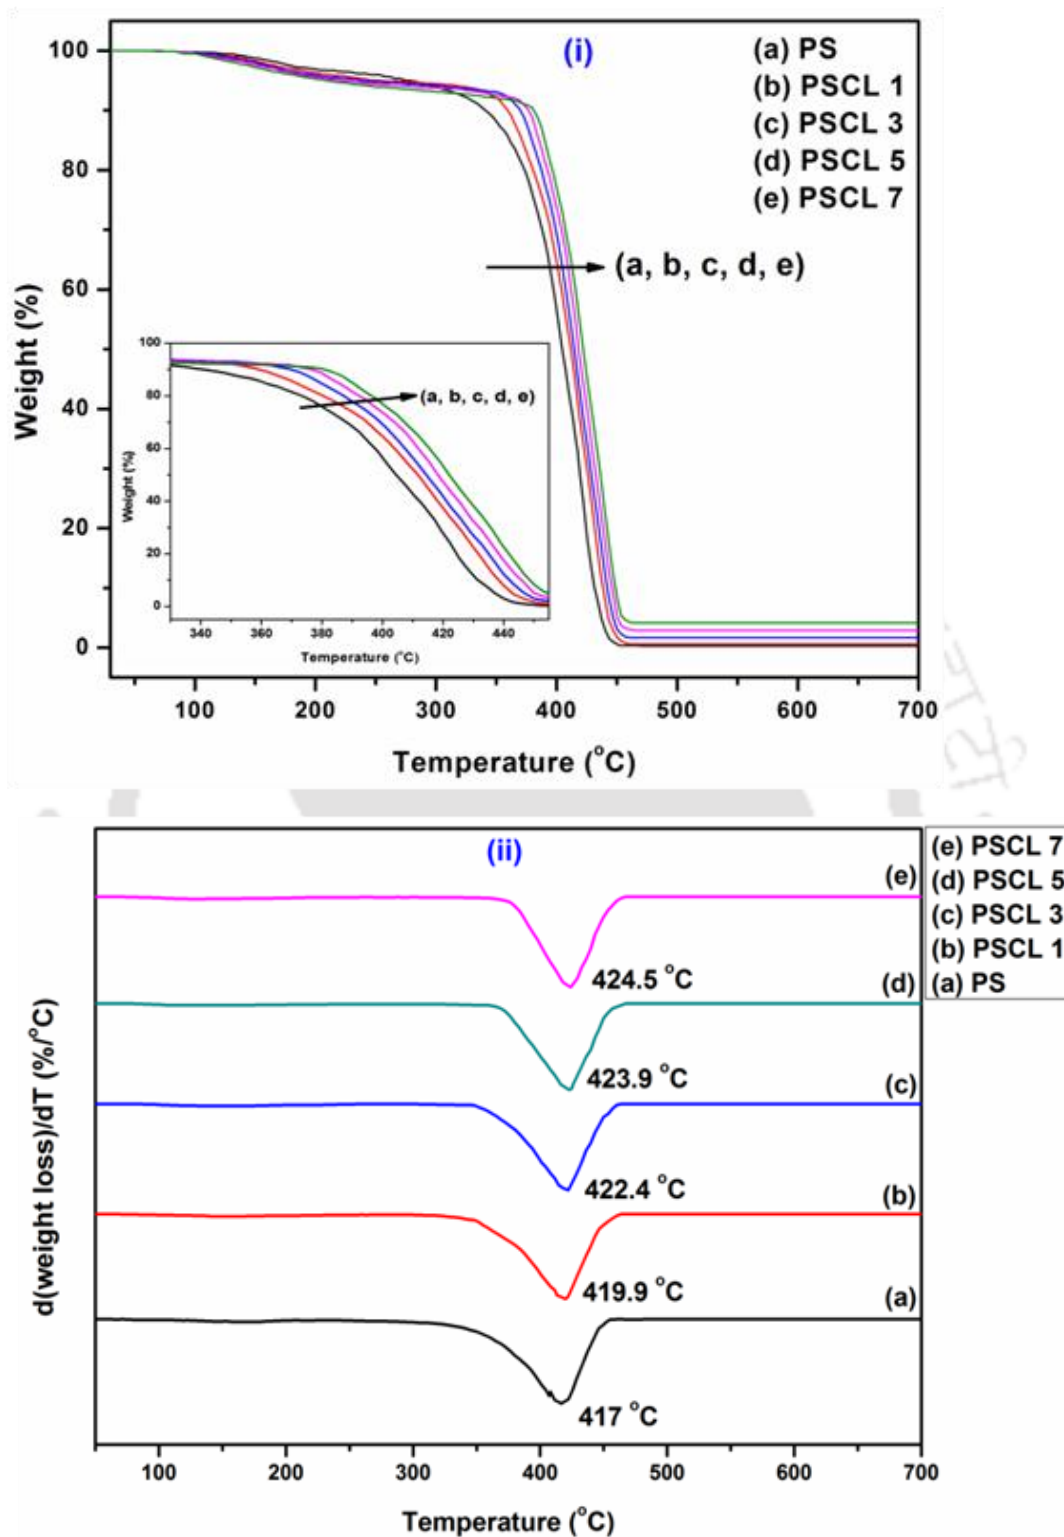 (i)
(a) PS
(b) PSCL 1
(c) PSCL 3
(d) PSCL 5
(e) PSCL 7
(a, b, c, d, e)
Weight (%)
100
80
60
40
20
0
100
80
60
40
20
0
Weight (%)
(a, b, c, d, e)
340 360 380 400 420 440
Temperature (°C)
100 200 300 400 500 600 700
Temperature (°C)
(ii)
(e) PSCL 7
(d) PSCL 5
(c) PSCL 3
(b) PSCL 1
(a) PS
d(weight loss)/dT (%/°C)
(e)
424.5 °C
(d)
423.9 °C
(c)
422.4 °C
(b)
419.9 °C
(a)
417 °C
100 200 300 400 500 600 700
Temperature (°C)